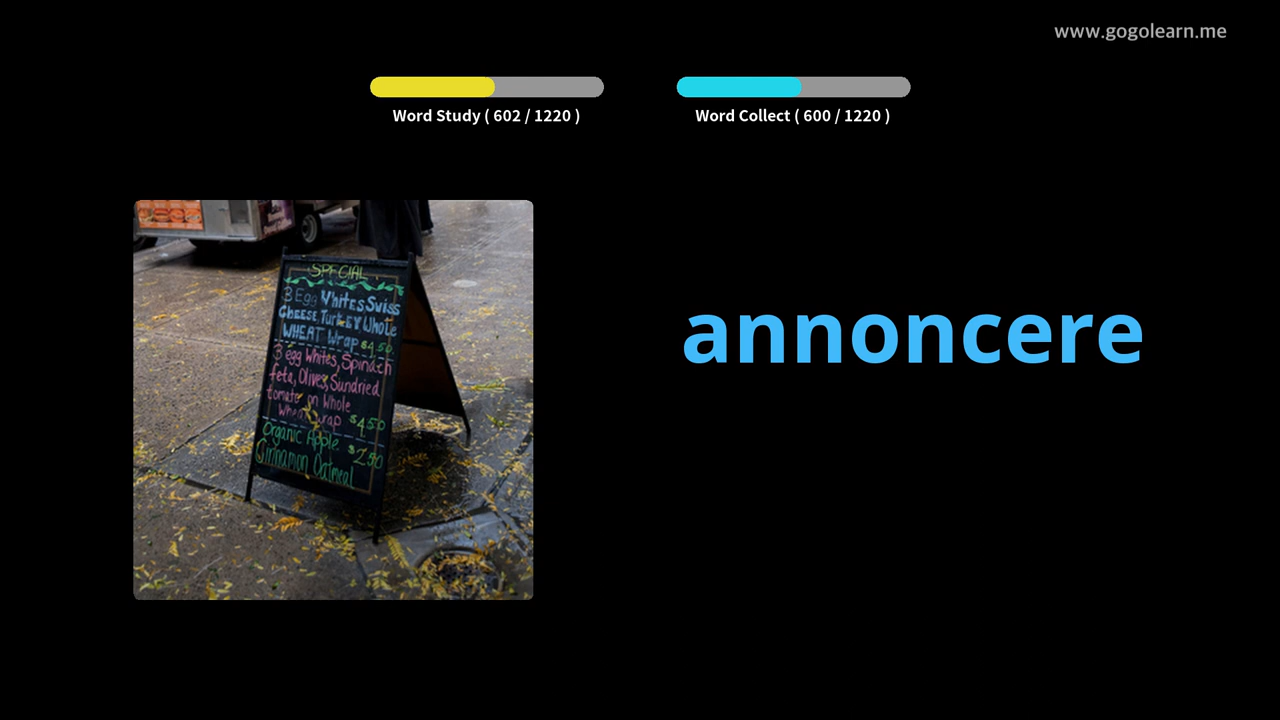 www.gogolearn.me
Word Study ( 602 / 1220 )
Word Collect ( 600 / 1220 )
SPECIAL
3 Egg Whites, Swiss
Cheese, Turkey Whole
WHEAT Wrap $4.50
3 egg Whites, Spinach
feta, Olives, Sundried
tomato on Whole
Wheat Wrap $4.50
Organic Apple
Cinnamon Oatmeal $2.50
annoncere